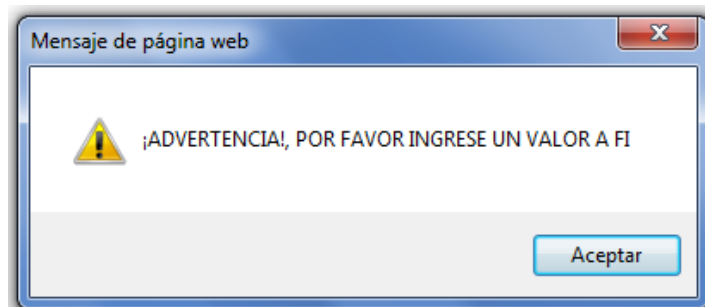 Mensaje de página web
¡ADVERTENCIA!, POR FAVOR INGRESE UN VALOR A FI
Aceptar